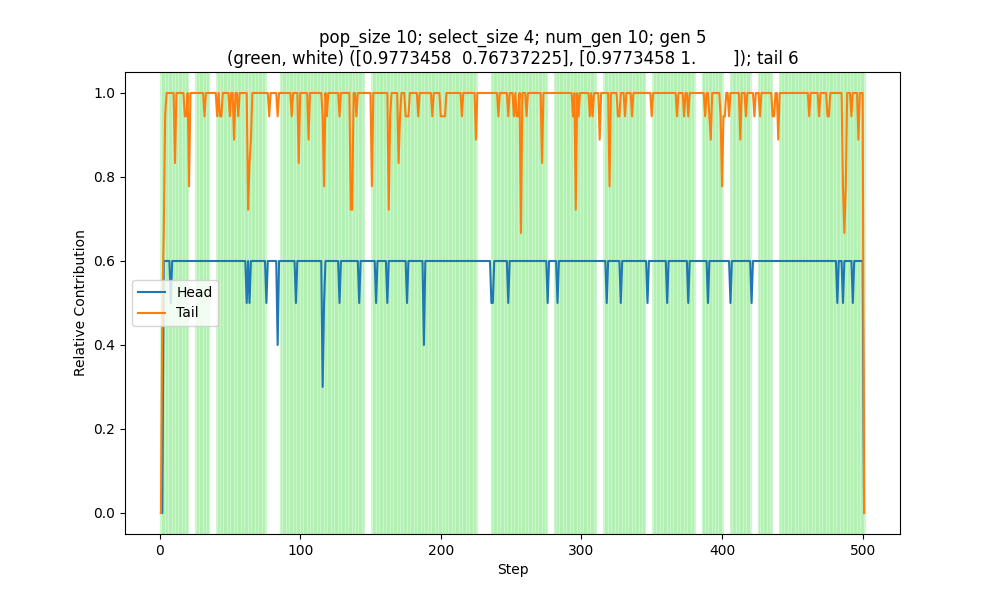 pop_size 10; select_size 4; num_gen 10; gen 5
(green, white) ([0.9773458  0.76737225], [0.9773458 1.        ]); tail 6
1.0
0.8
0.6
0.4
0.2
0.0
Relative Contribution
Head
Tail
0
100
200
300
400
500
Step